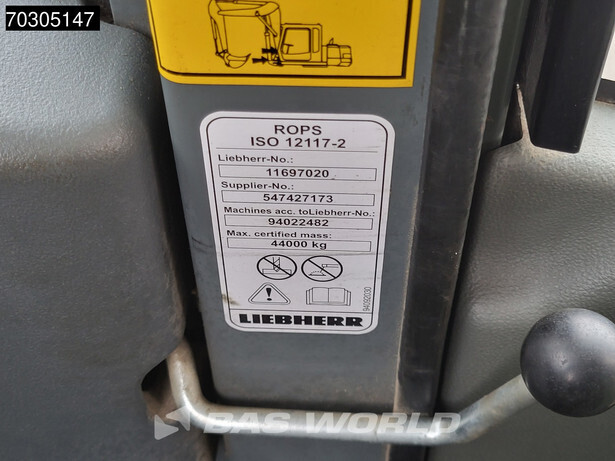 70305147
ROPS
ISO 12117-2
Liebherr-No.:
11697020
Supplier-No.:
547427173
Machines acc. toLiebherr-No.:
94022482
Max. certified mass:
44000 kg
94092030
LIEBHERR
BAS WORLD